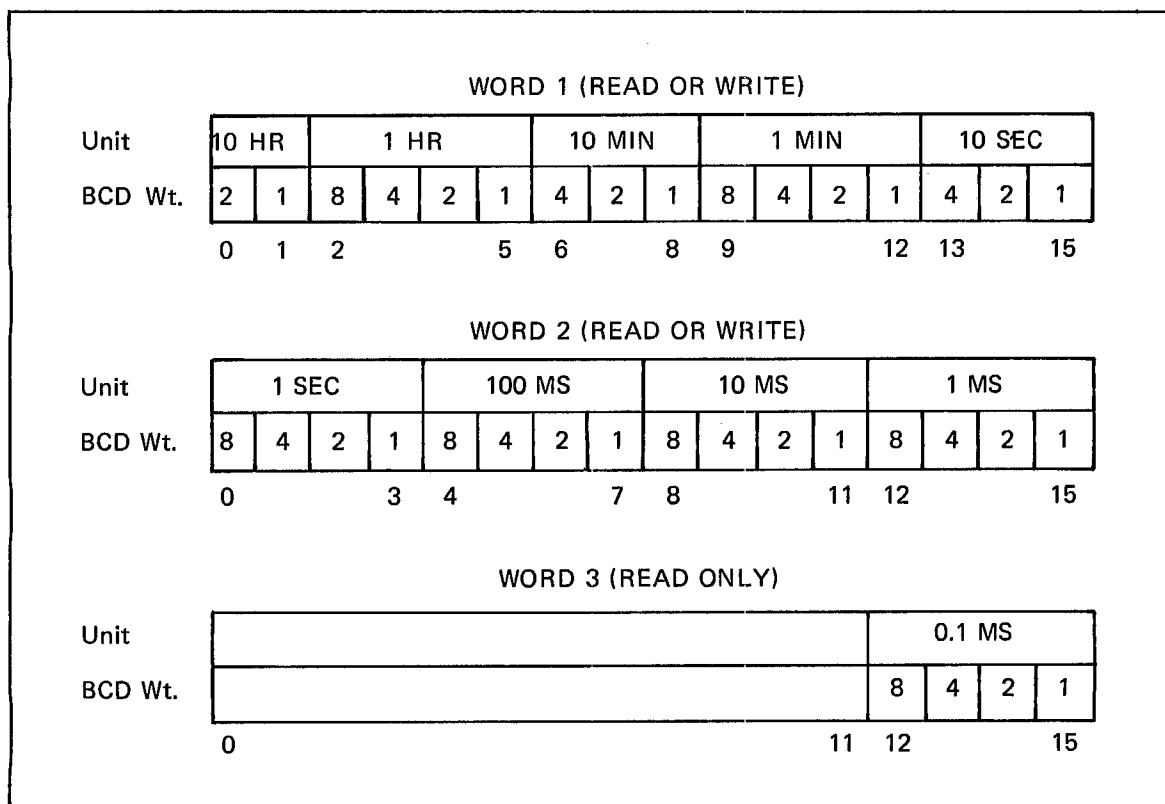 WORD 1 (READ OR WRITE)
Unit 10 HR 1 HR 10 MIN 1 MIN 10 SEC
BCD Wt. 2 1 8 4 2 1 4 2 1 8 4 2 1 4 2 1
0 1 2 5 6 8 9 12 13 15
WORD 2 (READ OR WRITE)
Unit 1 SEC 100 MS 10 MS 1 MS
BCD Wt. 8 4 2 1 8 4 2 1 8 4 2 1 8 4 2 1
0 3 4 7 8 11 12 15
WORD 3 (READ ONLY)
Unit 0.1 MS
BCD Wt. 8 4 2 1
0 11 12 15